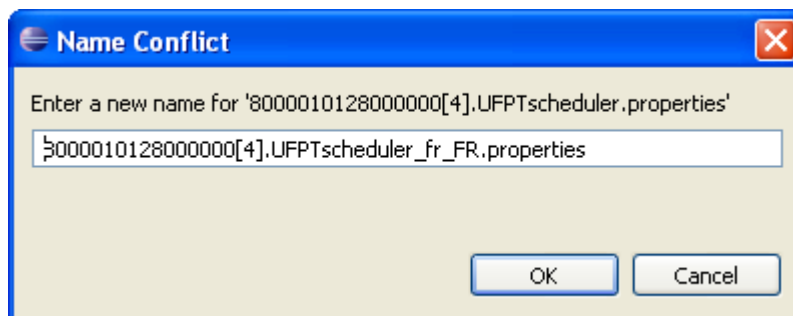 Name Conflict
Enter a new name for '8000010128000000[4].UFPTscheduler.properties'
8000010128000000[4].UFPTscheduler_fr_FR.properties
OK Cancel